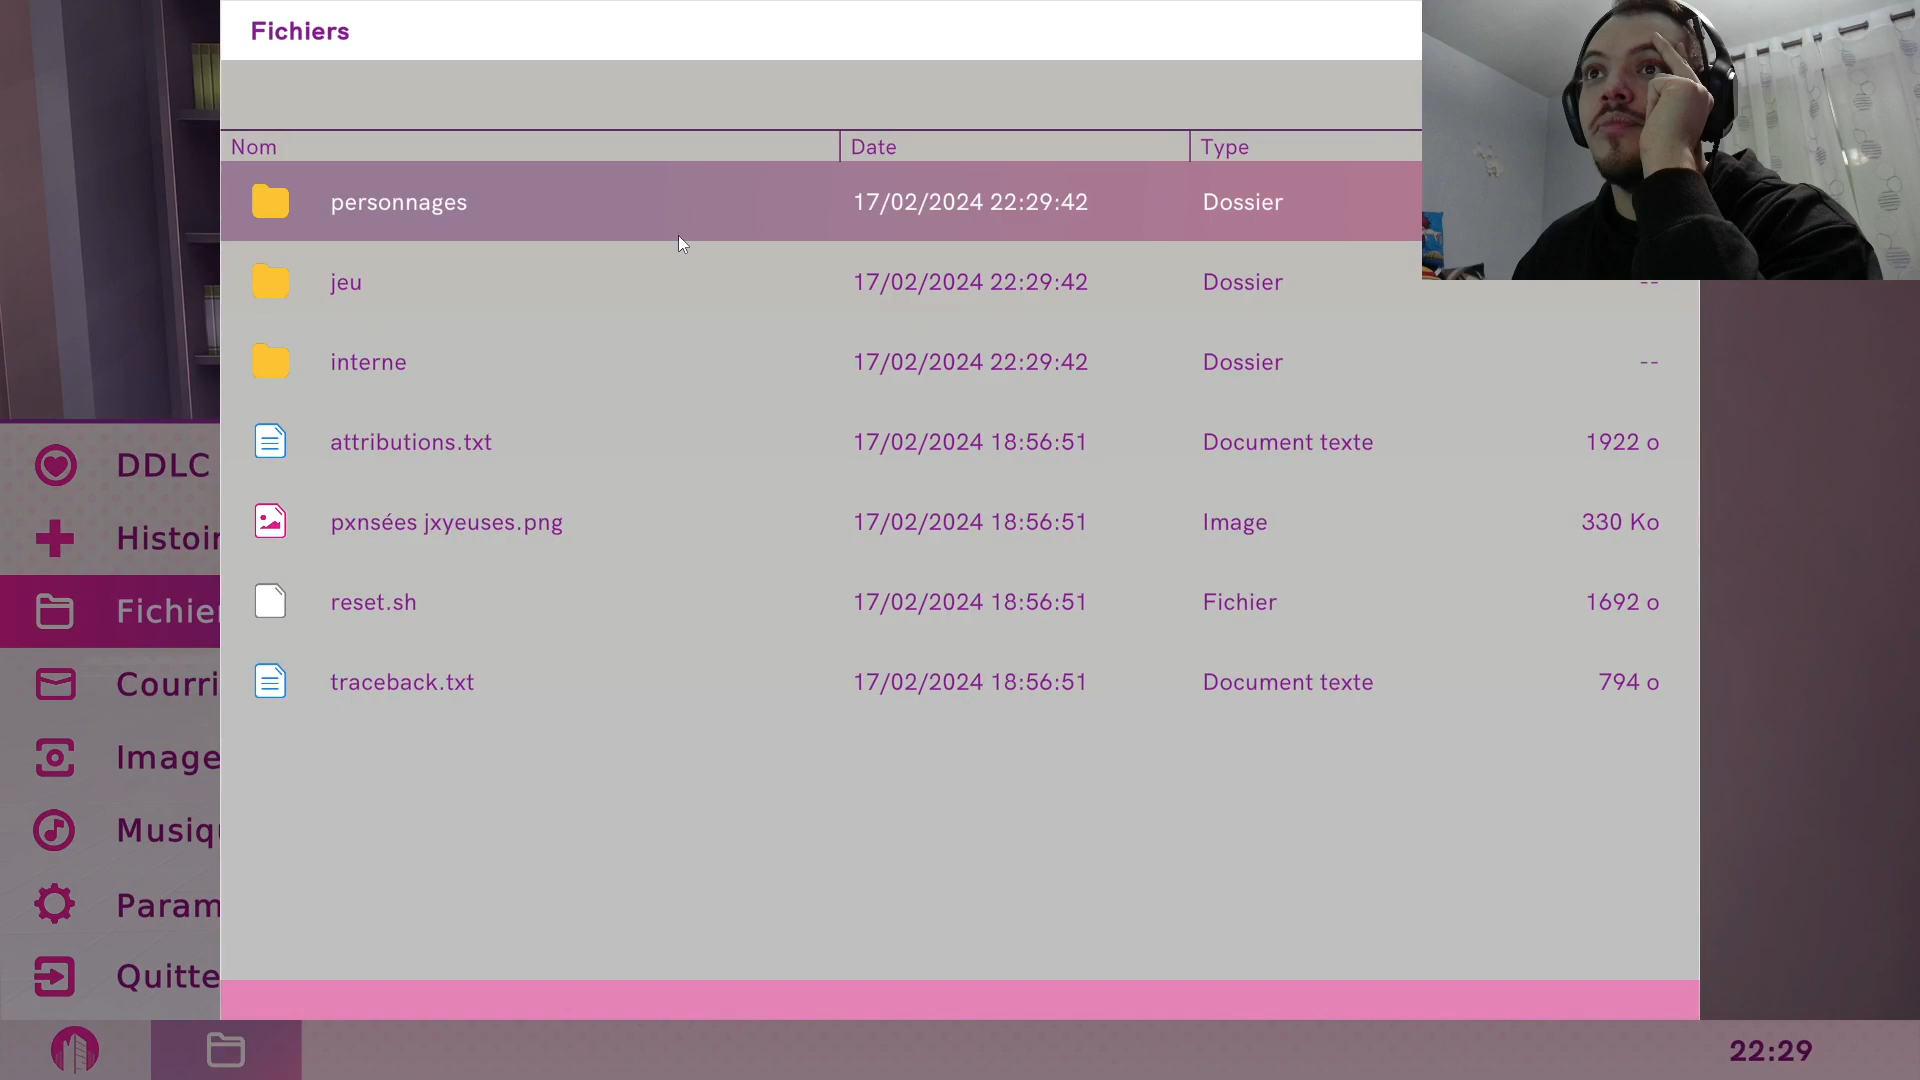 Fichiers
Nom Date Type
personnages 17/02/2024 22:29:42 Dossier
jeu 17/02/2024 22:29:42 Dossier --
interne 17/02/2024 22:29:42 Dossier --
attributions.txt 17/02/2024 18:56:51 Document texte 1922 o
pxnsées jxyeuses.png 17/02/2024 18:56:51 Image 330 Ko
reset.sh 17/02/2024 18:56:51 Fichier 1692 o
traceback.txt 17/02/2024 18:56:51 Document texte 794 o
DDLC
Histoir
Fichier
Courri
Image
Musiqu
Param
Quitte
22:29